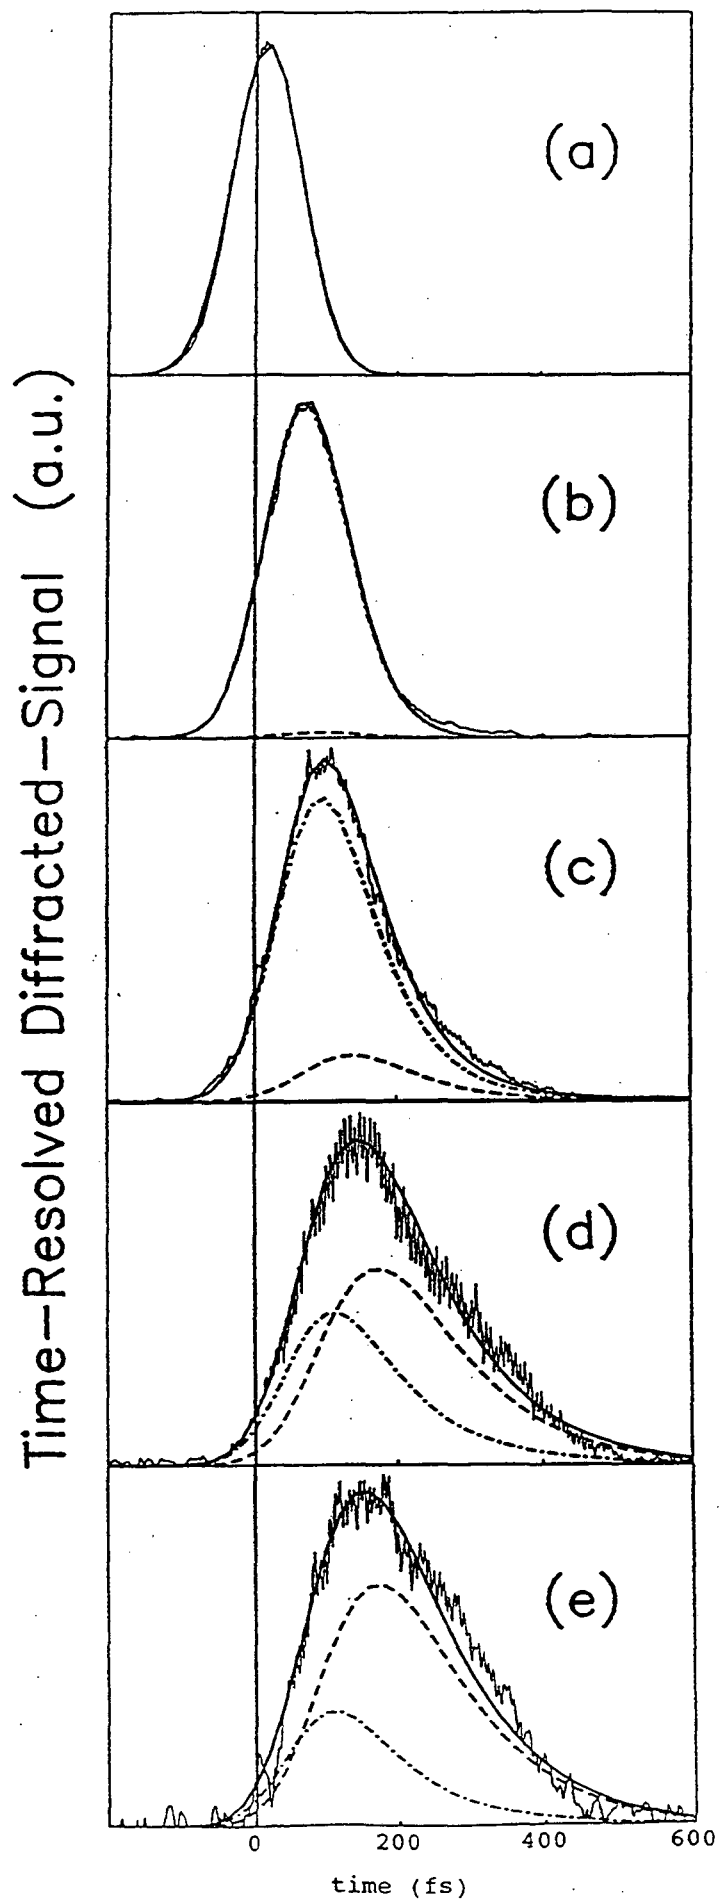 Time-Resolved Diffracted-Signal (a.u.)
(a)
(b)
(c)
(d)
(e)
0 200 400 600
time (fs)